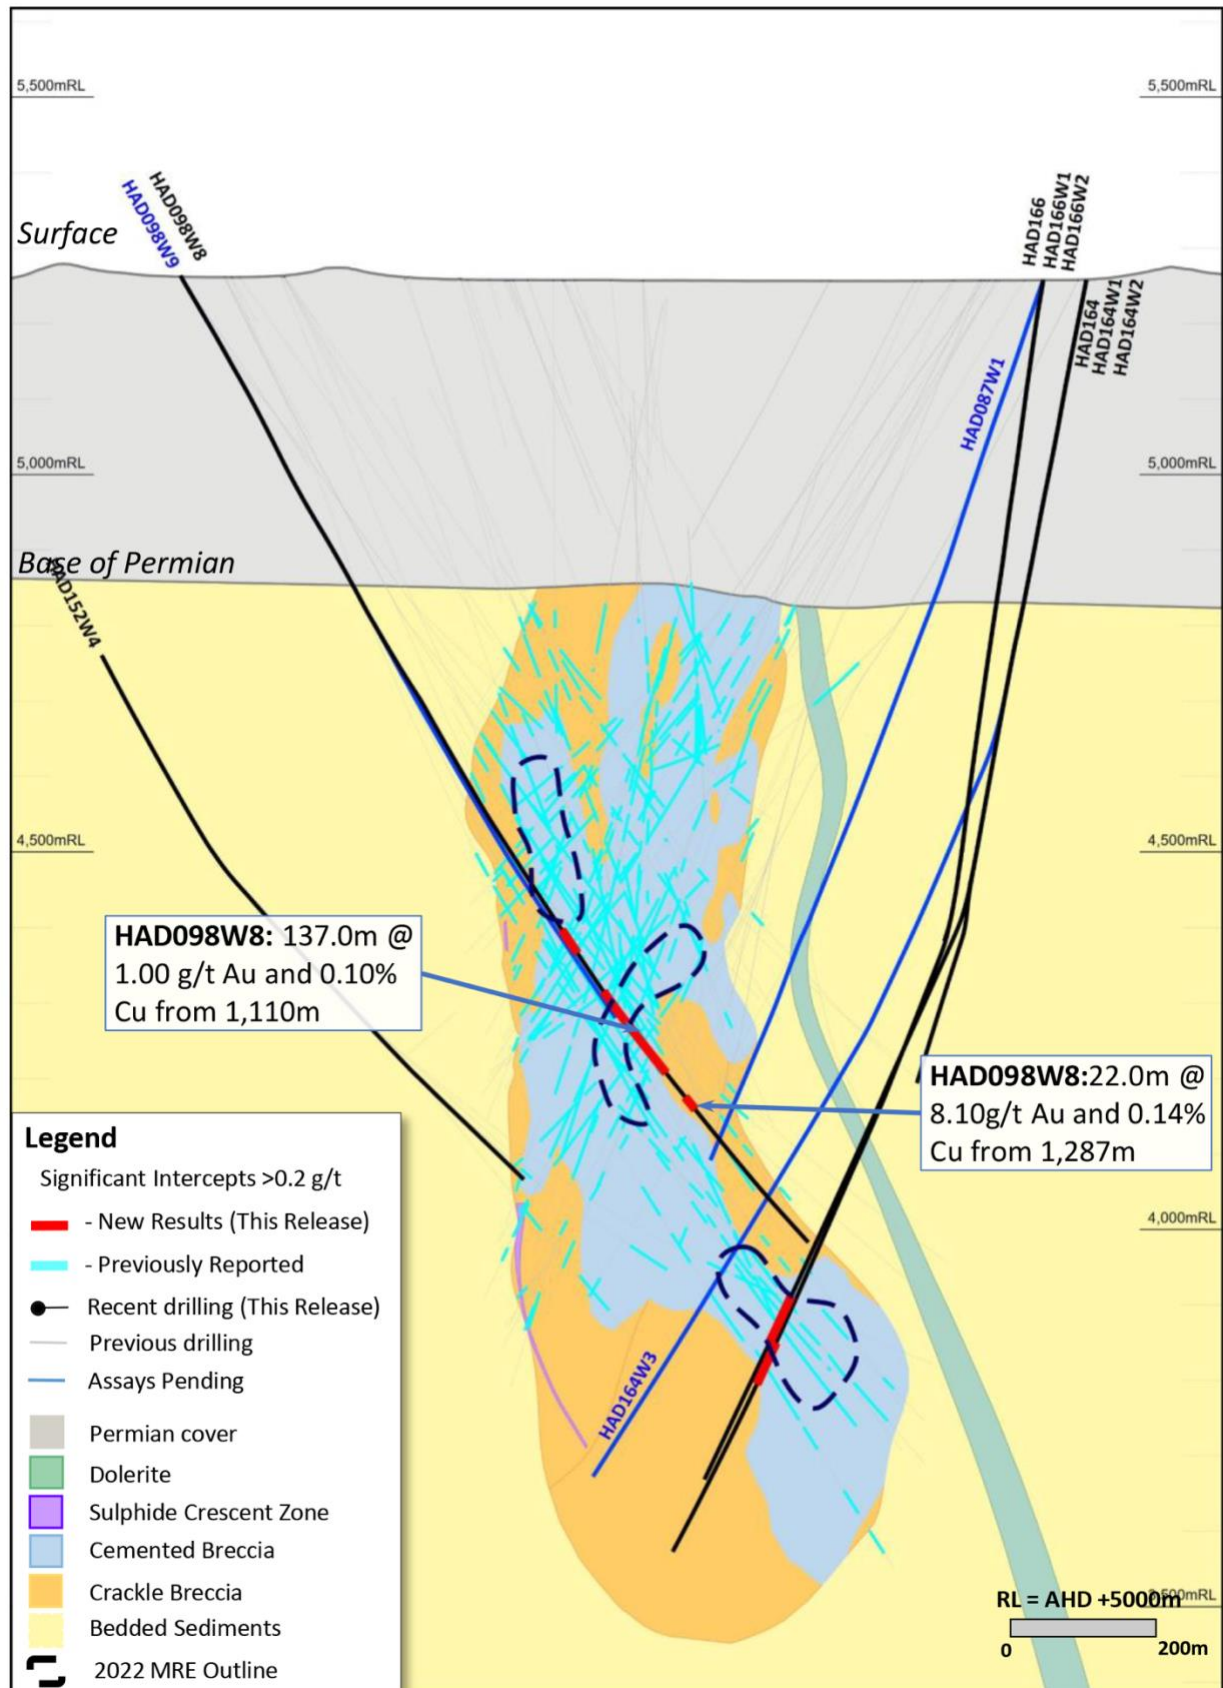 5,500mRL
5,500mRL
HAD098W9
HAD098W8
HAD166
HAD166W1
HAD166W2
Surface
HAD164
HAD164W1
HAD164W2
HAD087W1
5,000mRL
5,000mRL
Base of Permian
HAD152W4
4,500mRL
4,500mRL
HAD098W8: 137.0m @
1.00 g/t Au and 0.10%
Cu from 1,110m
HAD098W8:22.0m @
8.10g/t Au and 0.14%
Cu from 1,287m
4,000mRL
HAD164W3
Legend
Significant Intercepts >0.2 g/t
- New Results (This Release)
- Previously Reported
Recent drilling (This Release)
Previous drilling
Assays Pending
Permian cover
Dolerite
Sulphide Crescent Zone
Cemented Breccia
Crackle Breccia
Bedded Sediments
2022 MRE Outline
RL = AHD +5000m
3,500mRL
0
200m